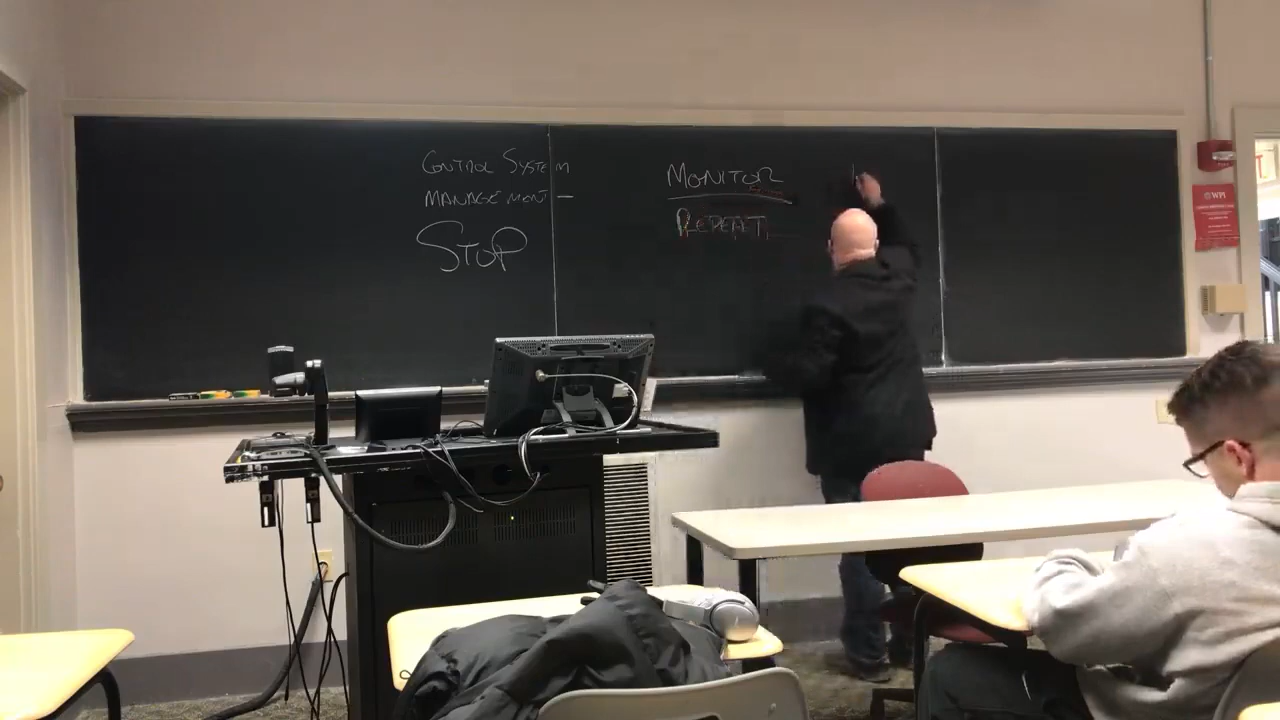 CONTROL SYSTEM
MANAGEMENT —
STOP
MONITOR
REPEAT
WPI